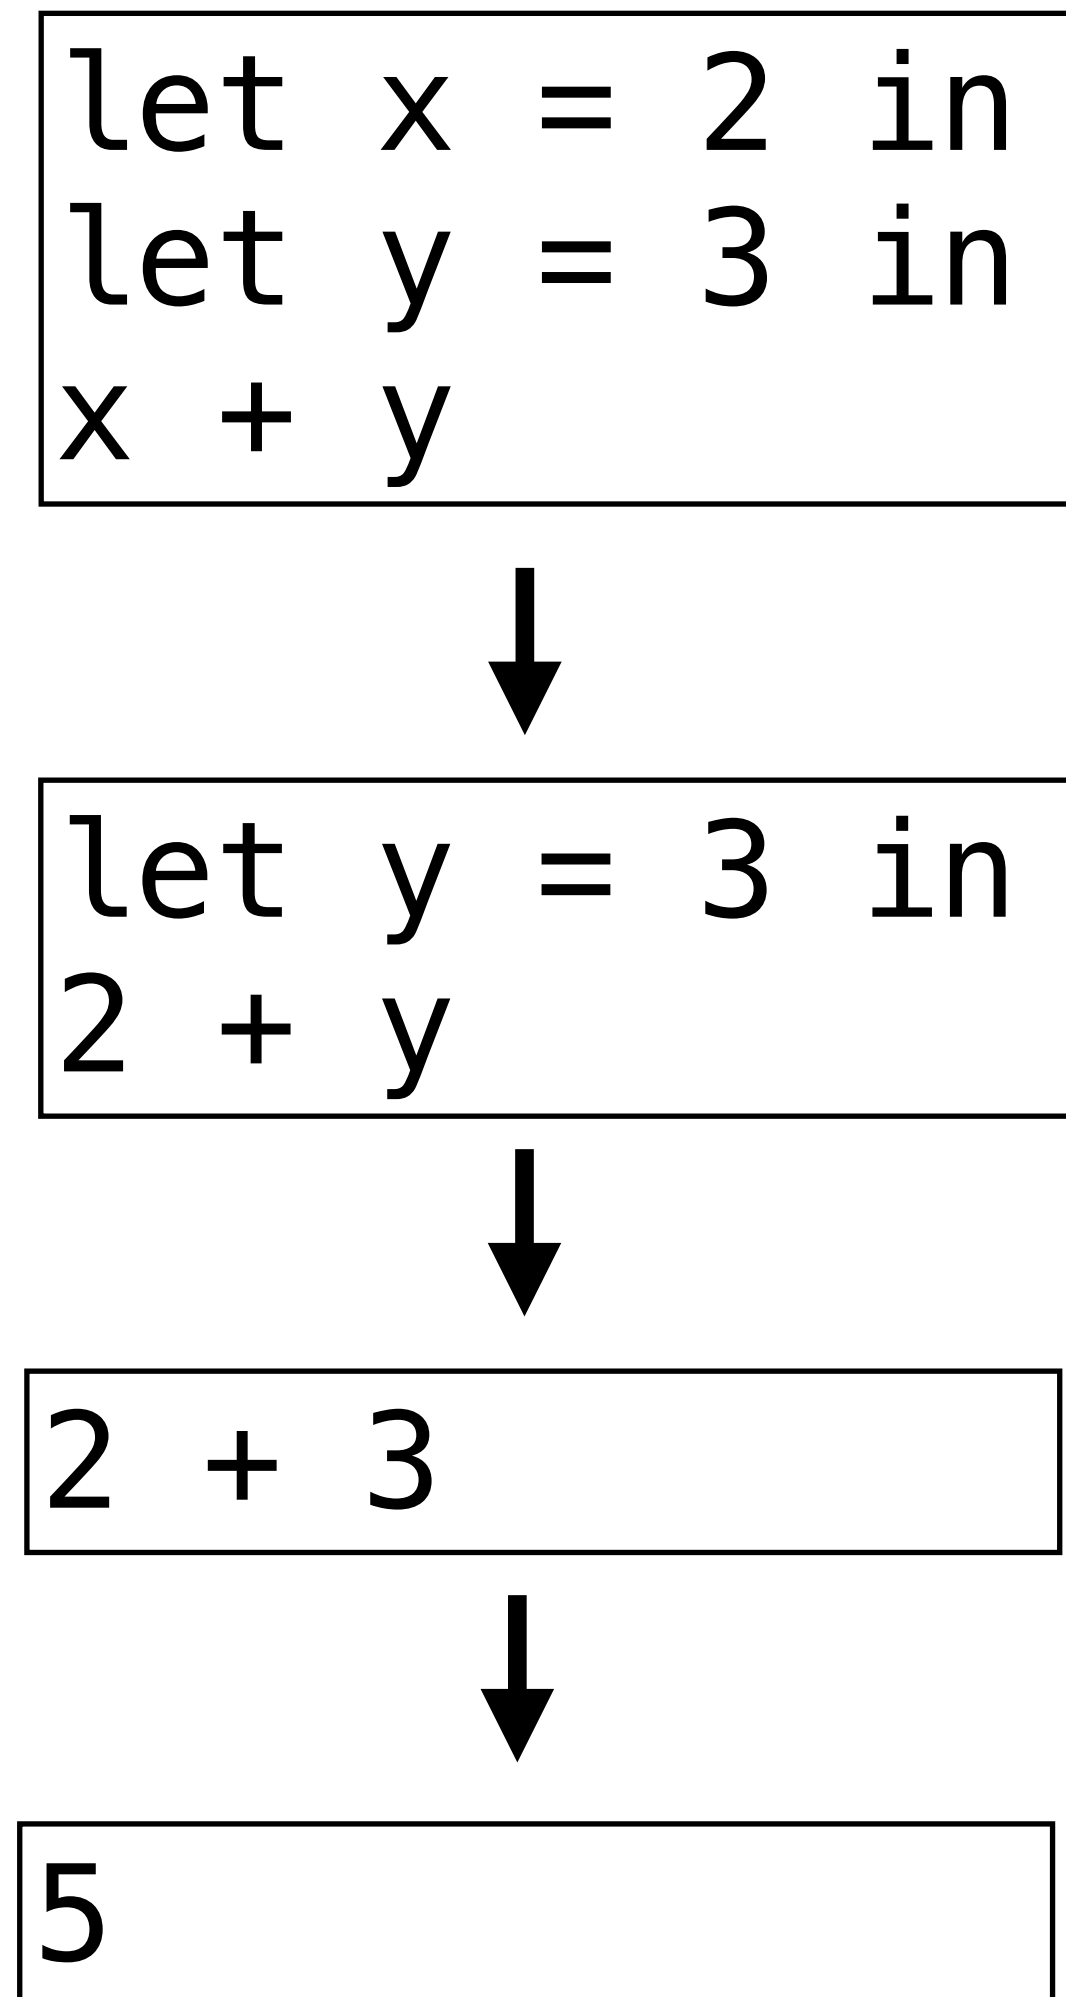 let x = 2 in
let y = 3 in
x + y
let y = 3 in
2 + y
2 + 3
5